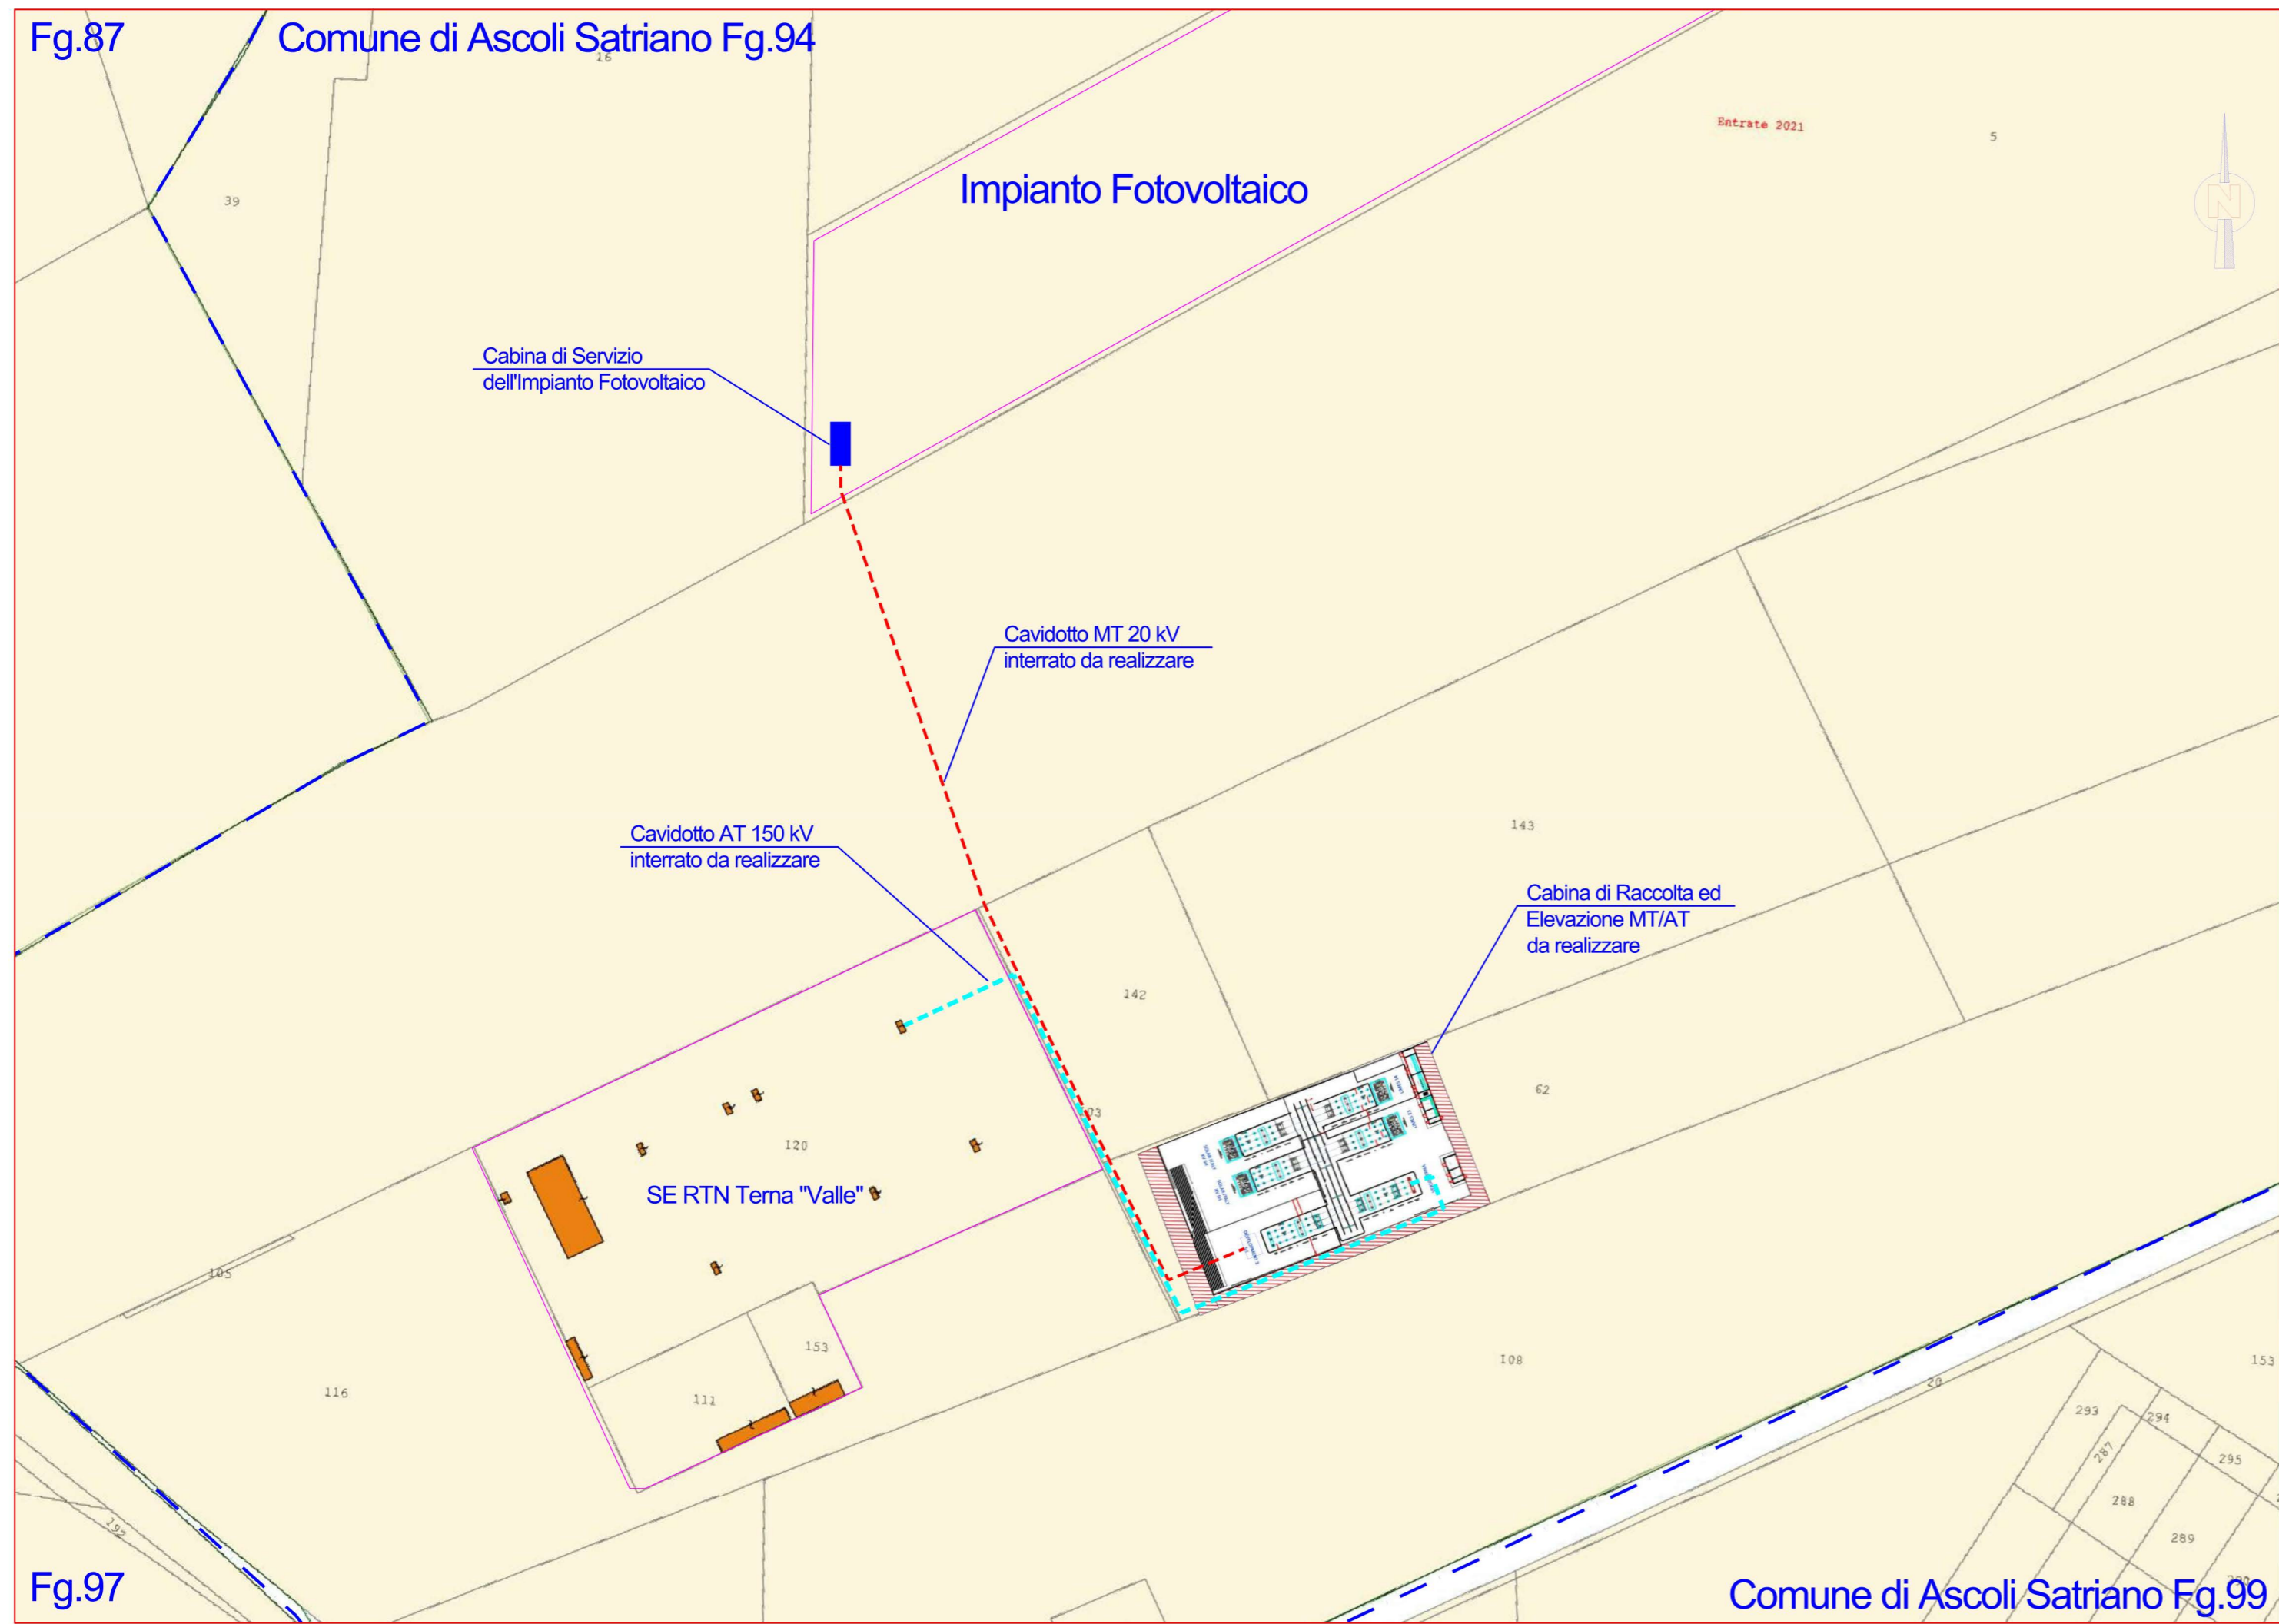 Fg.87
Comune di Ascoli Satriano Fg.94
16
Entrate 2021
5
N
39
Impianto Fotovoltaico
Cabina di Servizio
dell'Impianto Fotovoltaico
Cavidotto MT 20 kV
interrato da realizzare
143
Cavidotto AT 150 kV
interrato da realizzare
Cabina di Raccolta ed
Elevazione MT/AT
da realizzare
142
62
120
SE RTN Terna "Valle"
105
153
108
153
116
111
20
293
294
287
295
288
289
192
Fg.97
Comune di Ascoli Satriano Fg.99